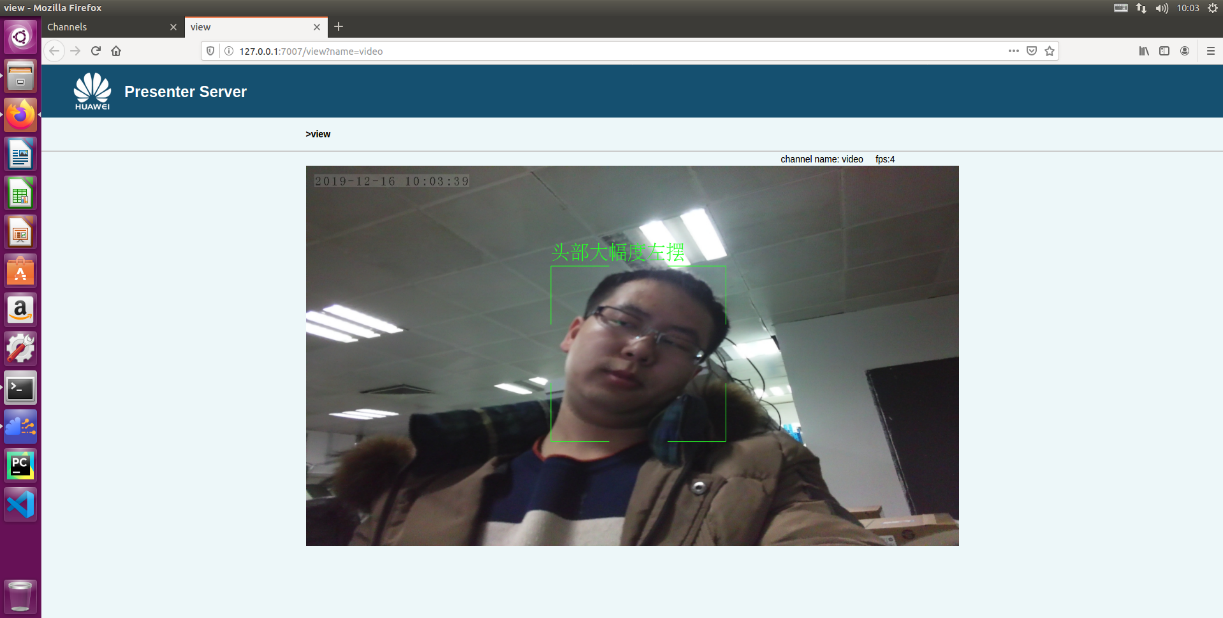 view - Mozilla Firefox
10:03
Channels
view
127.0.0.1:7007/view?name=video
HUAWEI
Presenter Server
>view
channel name: video fps:4
2019-12-16 10:03:39
头部大幅度左摆